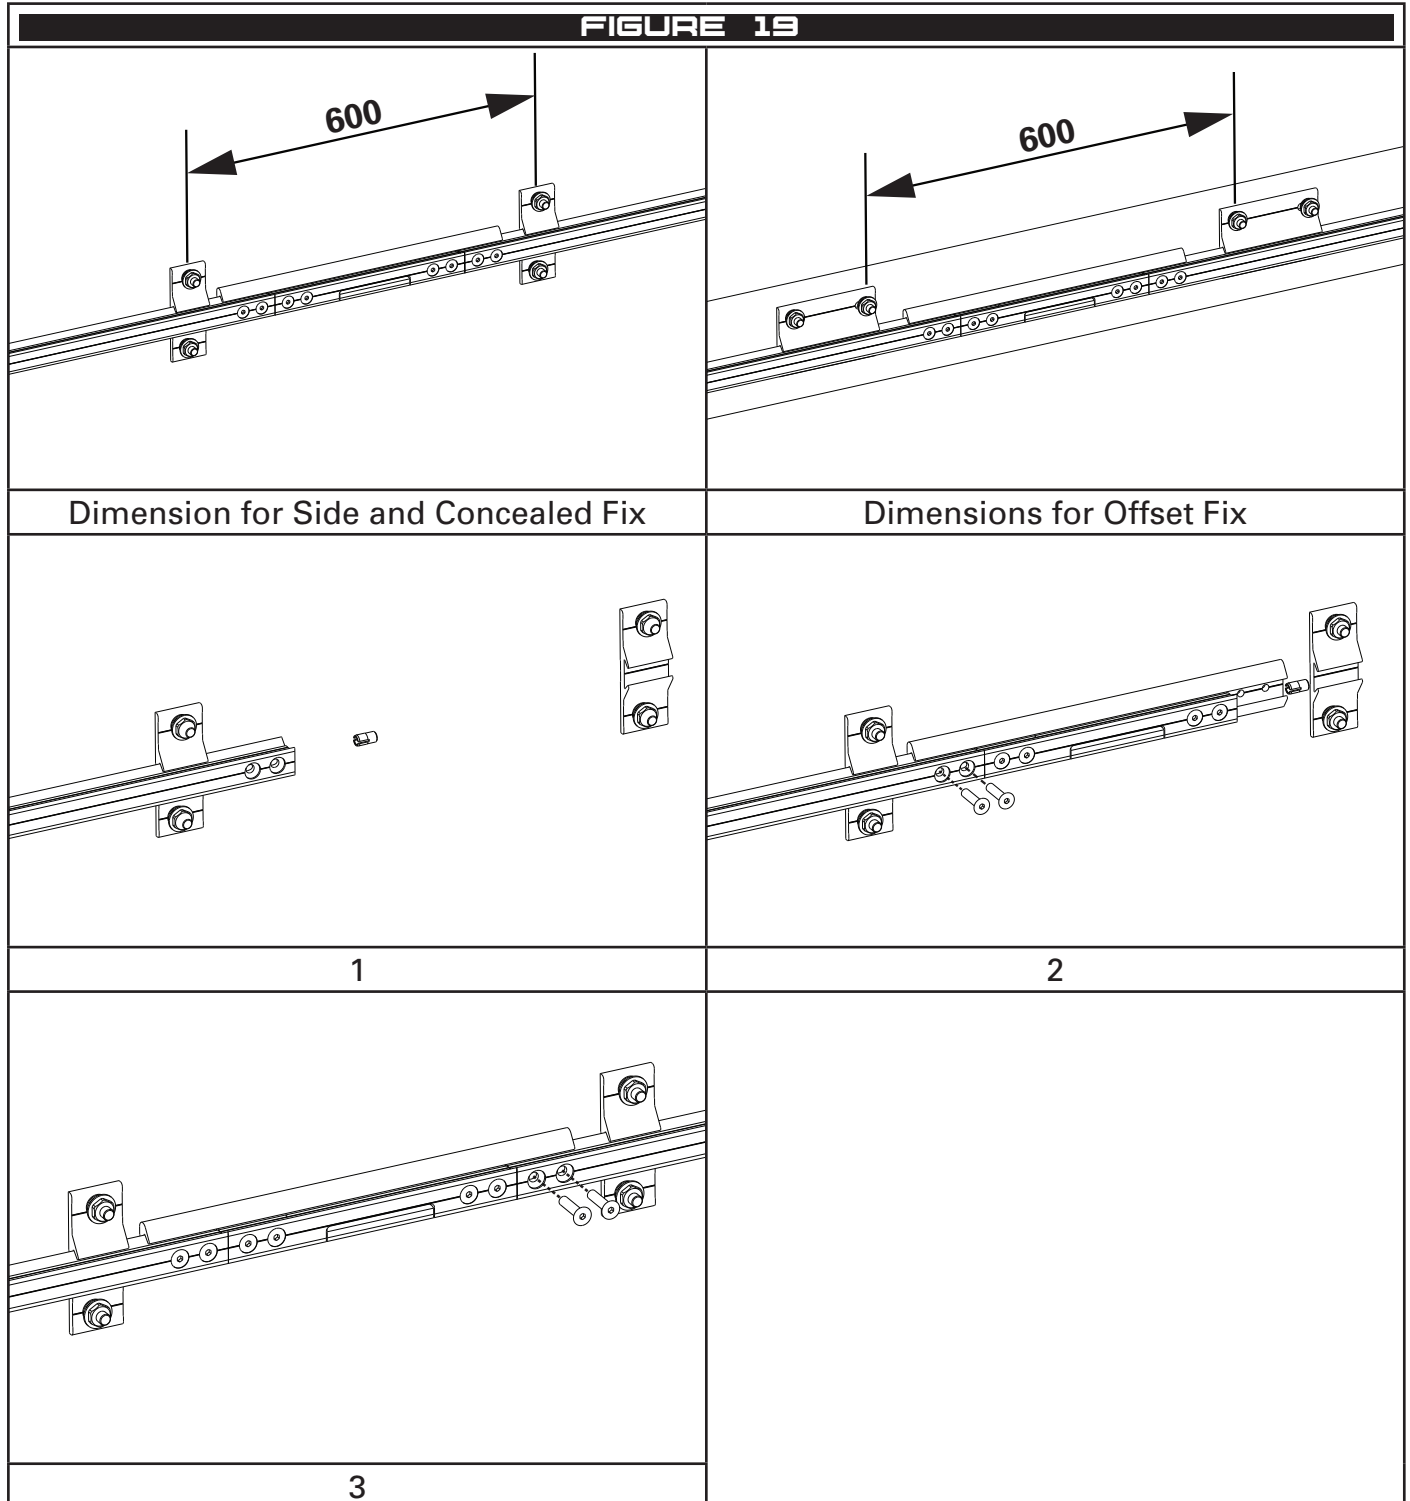 FIGURE 19
600
600
Dimension for Side and Concealed Fix
Dimensions for Offset Fix
1
2
3